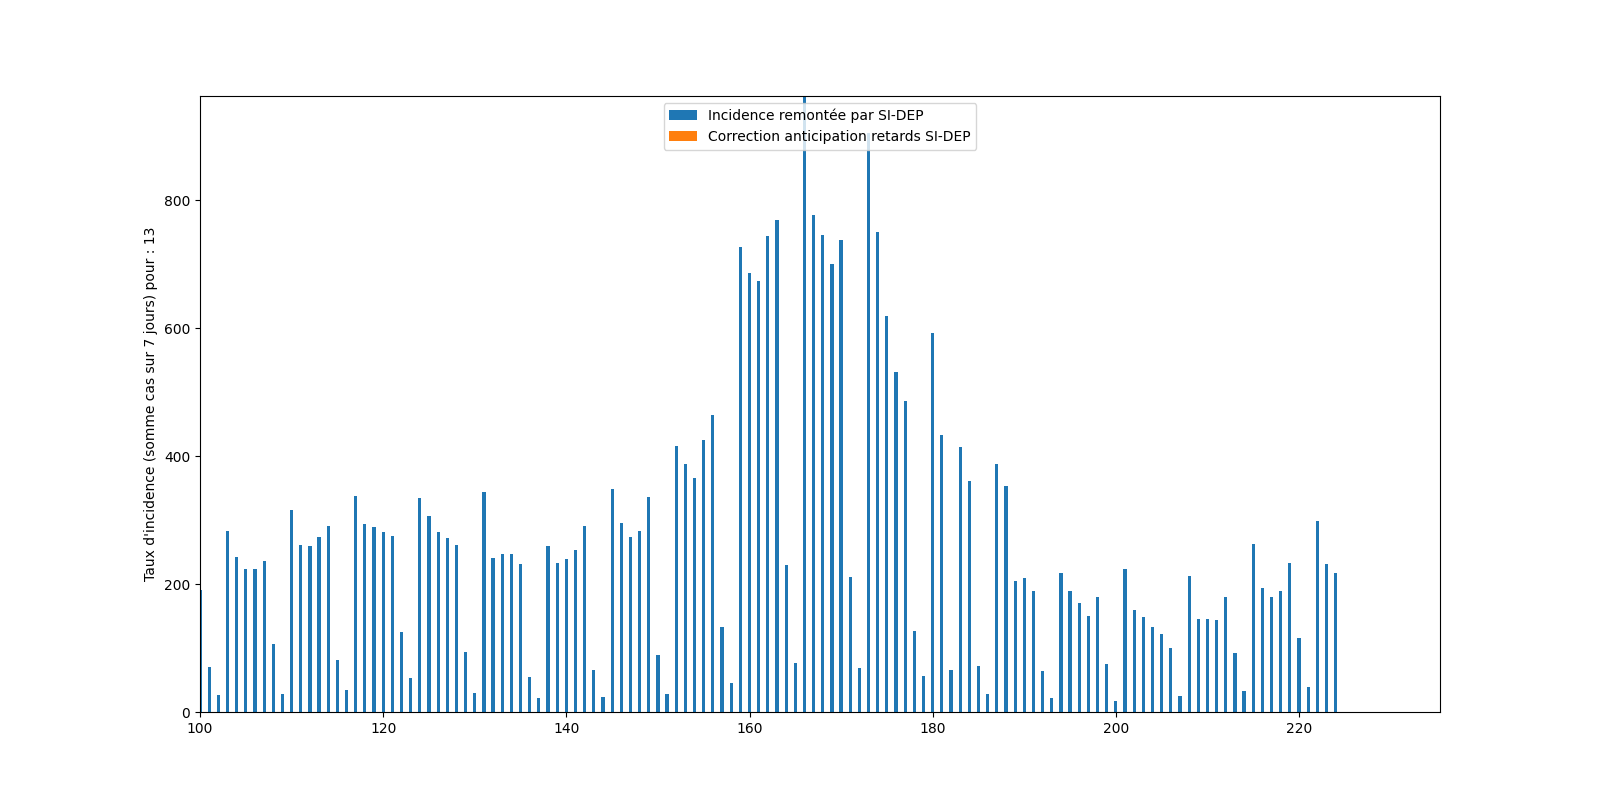 Incidence remontée par SI-DEP
Correction anticipation retards SI-DEP
Taux d'incidence (somme cas sur 7 jours) pour : 13
800
600
400
200
0
100 120 140 160 180 200 220